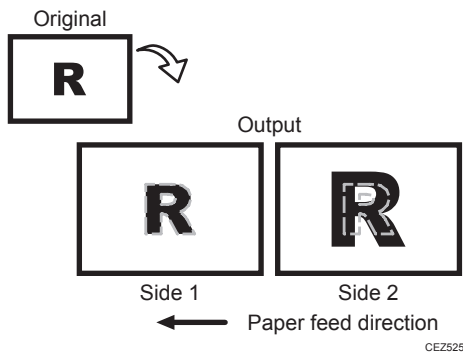 Original
R
Output
R
R
Side 1
Side 2
Paper feed direction
CEZ525